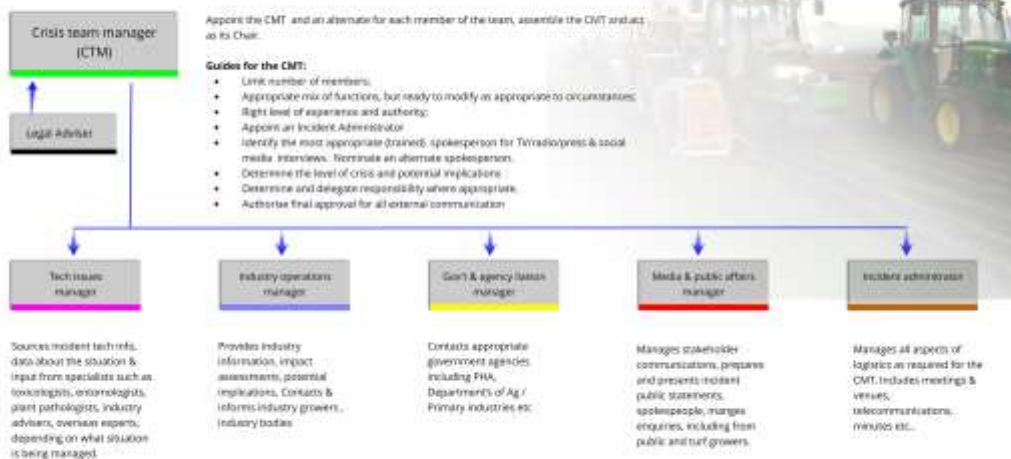 Crisis team manager
(CTM)
Appoint the CMT and an alternate for each member of the team, assemble the CMT and act
as its Chair.
Legal Adviser
Guides for the CMT:
• Limit number of members;
• Appropriate mix of functions, but ready to modify as appropriate to circumstances;
• Right level of experience and authority;
• Appoint an Incident Administrator
• Identify the most appropriate (trained) spokesperson for TV/radio/press & social
media interviews. Nominate an alternate spokesperson.
• Determine the level of crisis and potential implications
• Determine and delegate responsibility where appropriate.
• Authorise final approval for all external communication
Tech issues
manager
Industry operations
manager
Gov't & agency liaison
manager
Media & public affairs
manager
Incident administrator
Sources incident tech info,
data about the situation &
input from specialists such as
toxicologists, entomologists,
plant pathologists, industry
advisers, overseas experts,
depending on what situation
is being managed.
Provides industry
information, impact
assessments, potential
implications, Contacts &
informs industry growers,
industry bodies
Contacts appropriate
government agencies
including PHA,
Department's of Ag /
Primary industries etc
Manages stakeholder
communications, prepares
and presents incident
public statements,
spokespeople, manges
enquiries, including from
public and turf growers.
Manages all aspects of
logistics as required for the
CMT. Includes meetings &
venues,
telecommunications,
minutes etc..